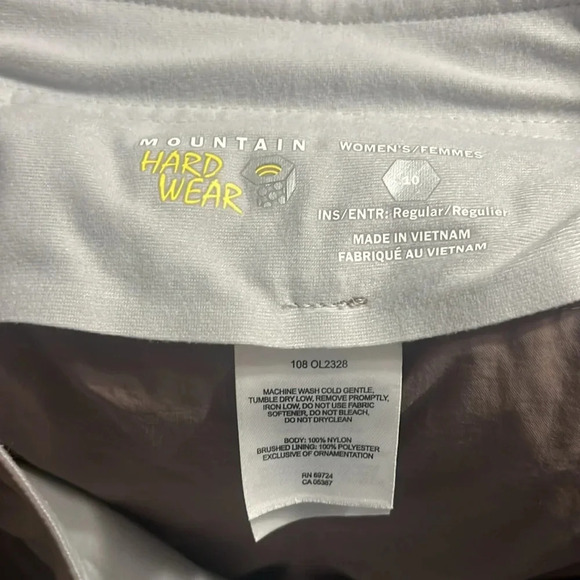 MOUNTAIN
HARD
WEAR
WOMEN'S/FEMMES
10
INS/ENTR: Regular/Regulier
MADE IN VIETNAM
FABRIQUÉ AU VIETNAM
108 OL2328
MACHINE WASH COLD GENTLE,
TUMBLE DRY LOW, REMOVE PROMPTLY,
IRON LOW, DO NOT USE FABRIC
SOFTENER, DO NOT BLEACH,
DO NOT DRYCLEAN
BODY: 100% NYLON
BRUSHED LINING: 100% POLYESTER
EXCLUSIVE OF ORNAMENTATION
RN 69724
CA 05367